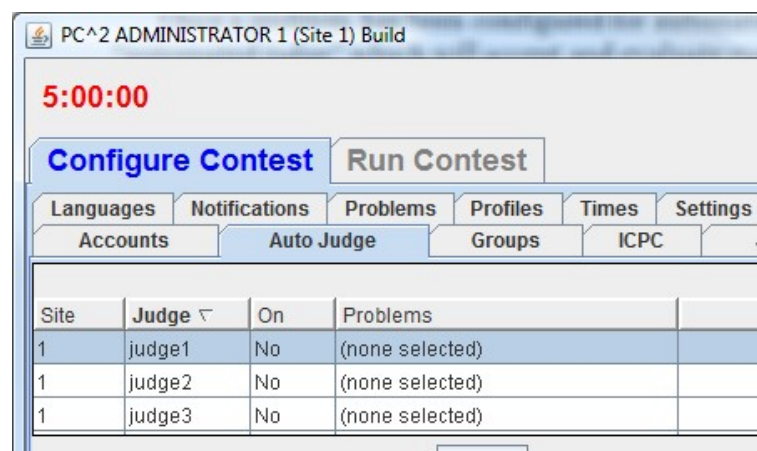 PC^2 ADMINISTRATOR 1 (Site 1) Build
5:00:00
Configure Contest Run Contest
Languages Notifications Problems Profiles Times Settings
Accounts Auto Judge Groups ICPC
Site Judge On Problems
1 judge1 No (none selected)
1 judge2 No (none selected)
1 judge3 No (none selected)